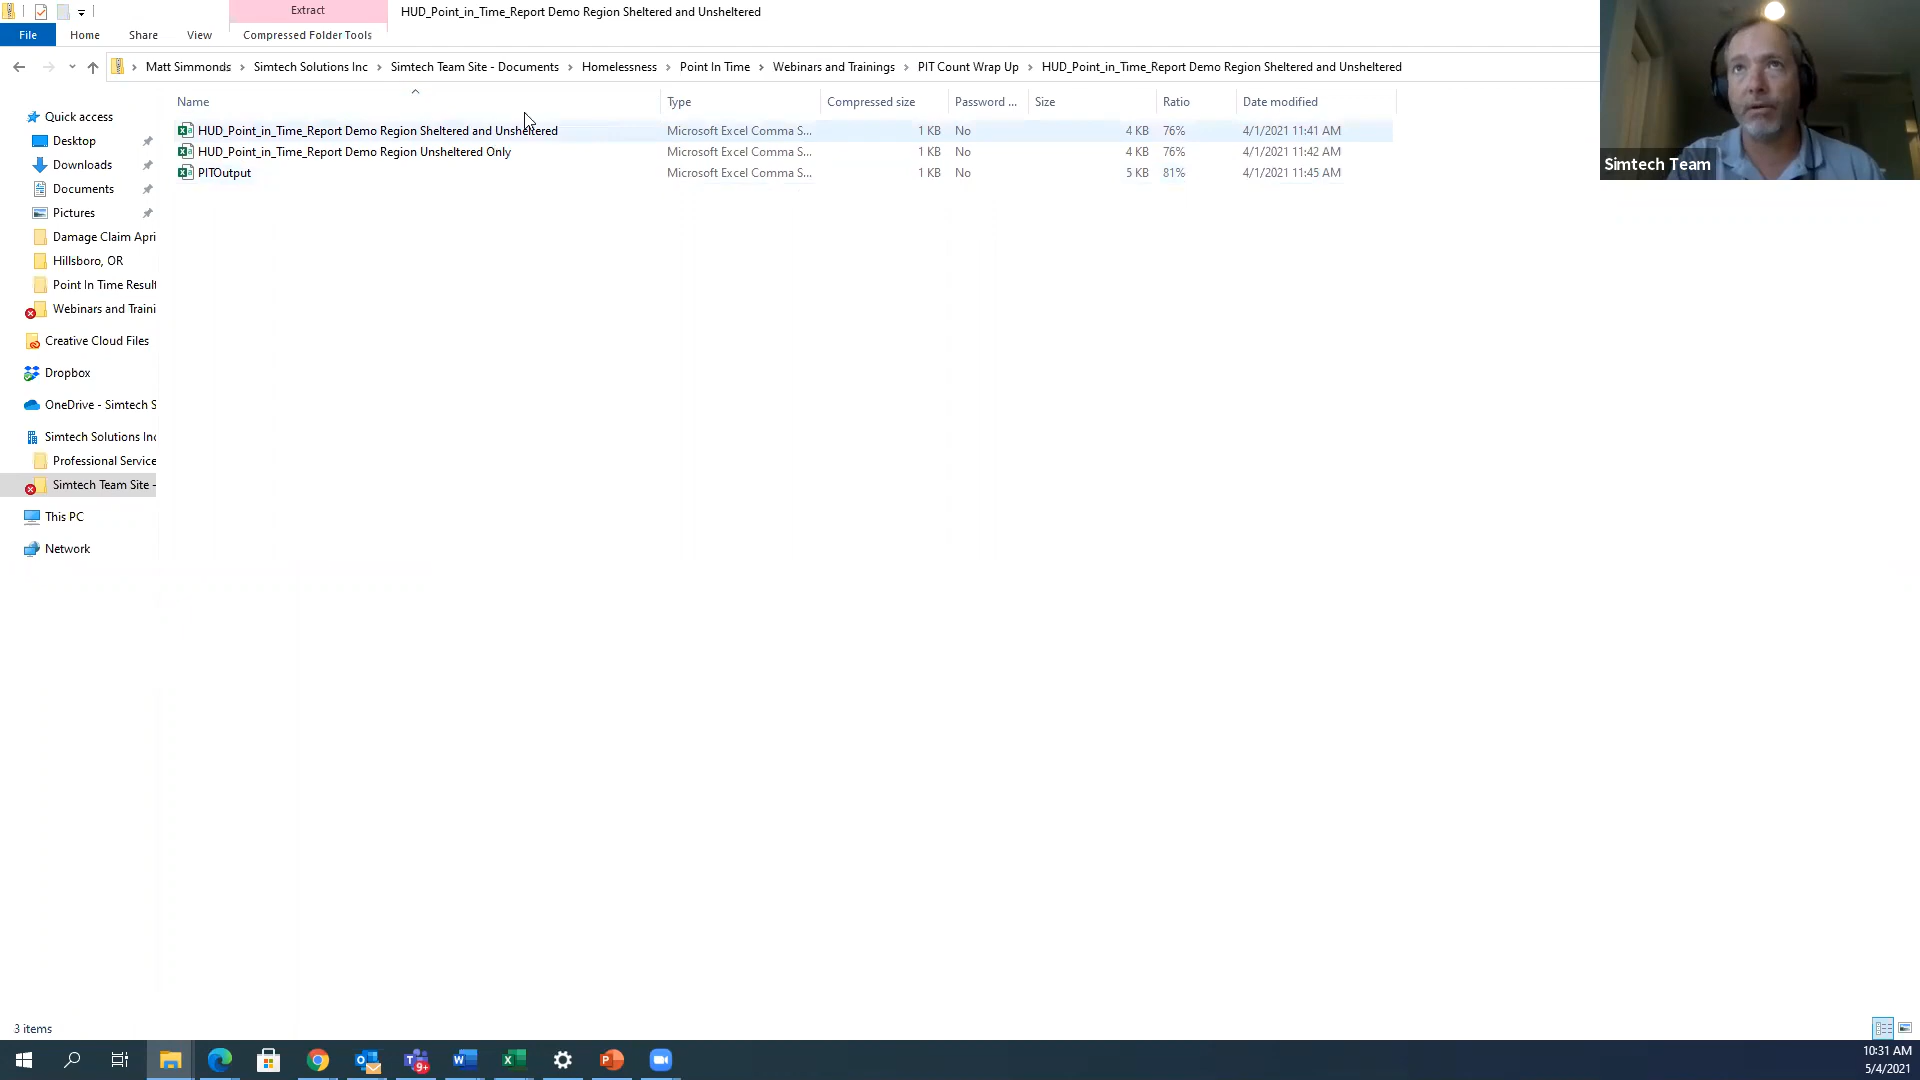 Extract
HUD_Point_in_Time_Report Demo Region Sheltered and Unsheltered
File
Home
Share
View
Compressed Folder Tools
Matt Simmonds
Simtech Solutions Inc
Simtech Team Site - Documents
Homelessness
Point In Time
Webinars and Trainings
PIT Count Wrap Up
HUD_Point_in_Time_Report Demo Region Sheltered and Unsheltered
Name
Type
Compressed size
Password ...
Size
Ratio
Date modified
HUD_Point_in_Time_Report Demo Region Sheltered and Unsheltered
Microsoft Excel Comma S...
1 KB
No
4 KB
76%
4/1/2021 11:41 AM
HUD_Point_in_Time_Report Demo Region Unsheltered Only
Microsoft Excel Comma S...
1 KB
No
4 KB
76%
4/1/2021 11:42 AM
PITOutput
Microsoft Excel Comma S...
1 KB
No
5 KB
81%
4/1/2021 11:45 AM
Quick access
Desktop
Downloads
Documents
Pictures
Damage Claim Apri
Hillsboro, OR
Point In Time Result
Webinars and Traini
Creative Cloud Files
Dropbox
OneDrive - Simtech S
Simtech Solutions Inc
Professional Service
Simtech Team Site -
This PC
Network
Simtech Team
3 items
9+
10:31 AM
5/4/2021